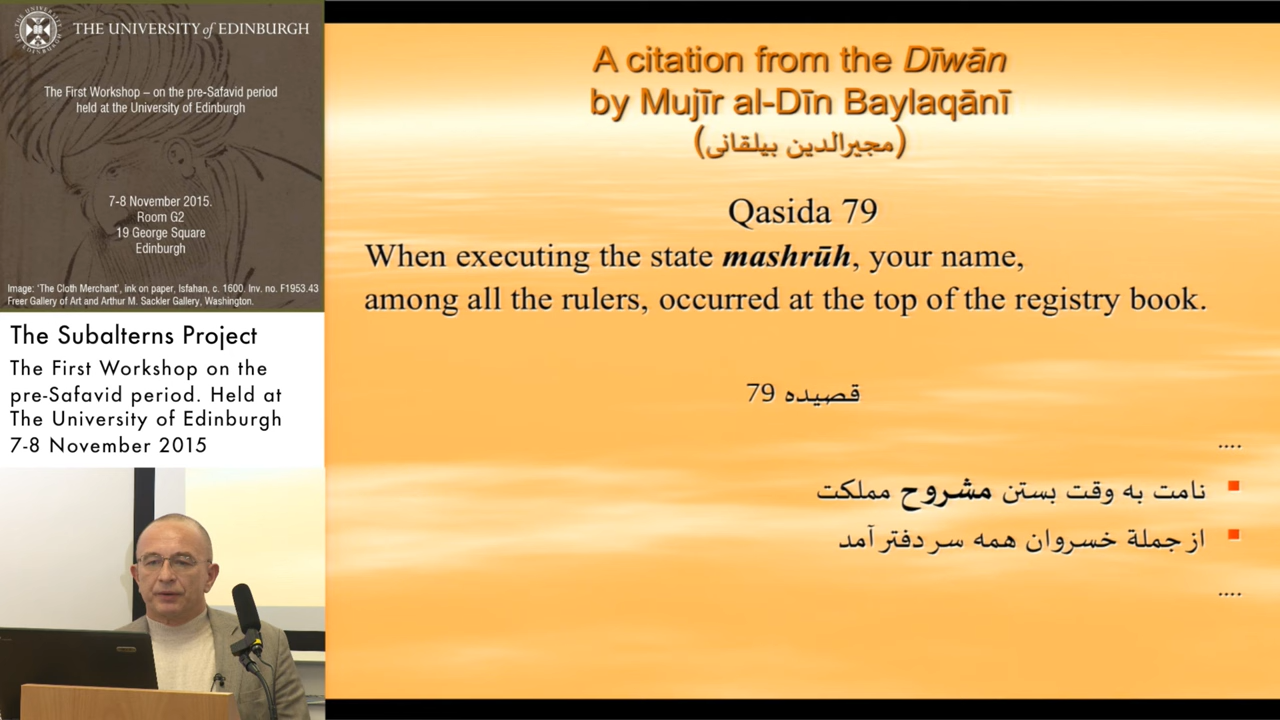 THE UNIVERSITY of EDINBURGH
The First Workshop – on the pre-Safavid period
held at the University of Edinburgh
7-8 November 2015.
Room G2
19 George Square
Edinburgh
Image: ‘The Cloth Merchant’, ink on paper, Isfahan, c. 1600. Inv. no. F1953.43
Freer Gallery of Art and Arthur M. Sackler Gallery, Washington.
The Subalterns Project
The First Workshop on the
pre-Safavid period. Held at
The University of Edinburgh
7-8 November 2015
A citation from the Dīwān
by Mujīr al-Dīn Baylaqānī
(مجیرالدین بیلقانی)
Qasida 79
When executing the state mashrūh, your name,
among all the rulers, occurred at the top of the registry book.
قصیده 79
....
نامت به وقت بستن مشروح مملکت
از جملة خسروان همه سر دفتر آمد
....